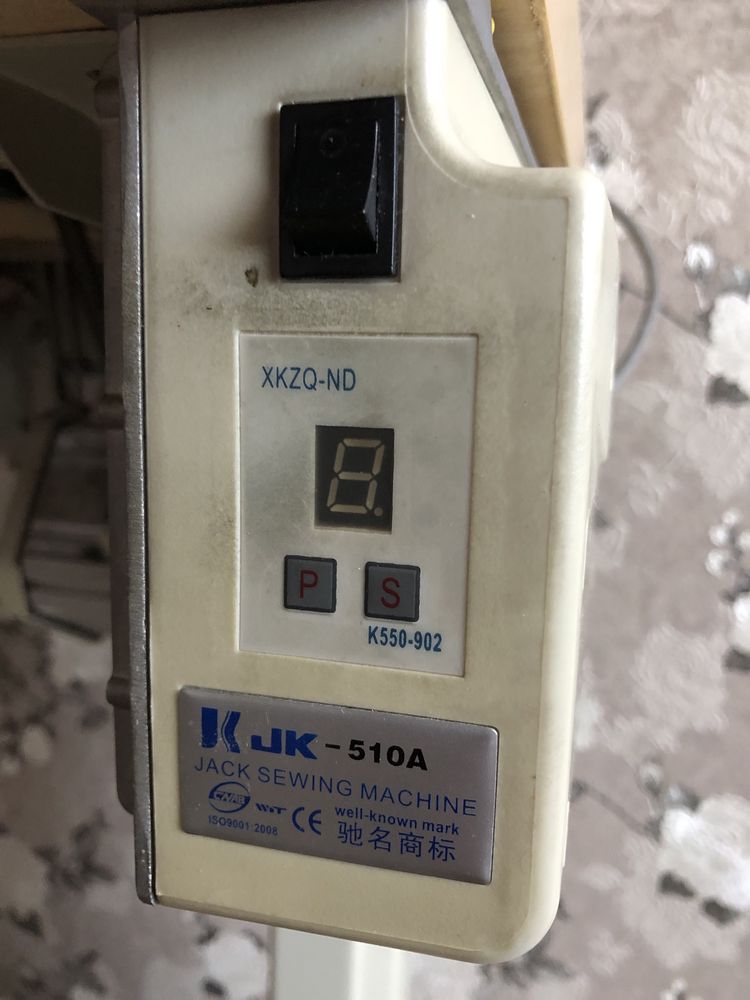 XKZQ-ND
8.
P S
K550-902
JK-510A
JACK SEWING MACHINE
well-known mark
ISO9001:2008 CE 驰名商标